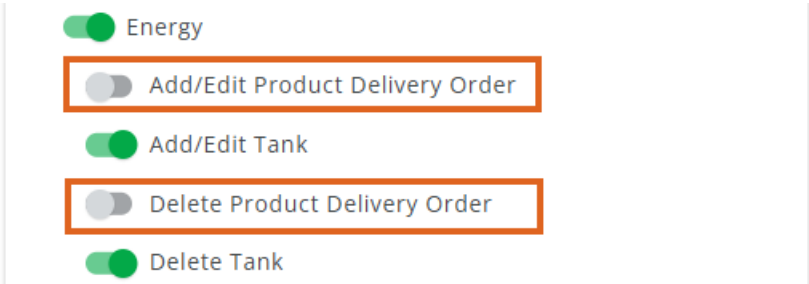 Energy
Add/Edit Product Delivery Order
Add/Edit Tank
Delete Product Delivery Order
Delete Tank